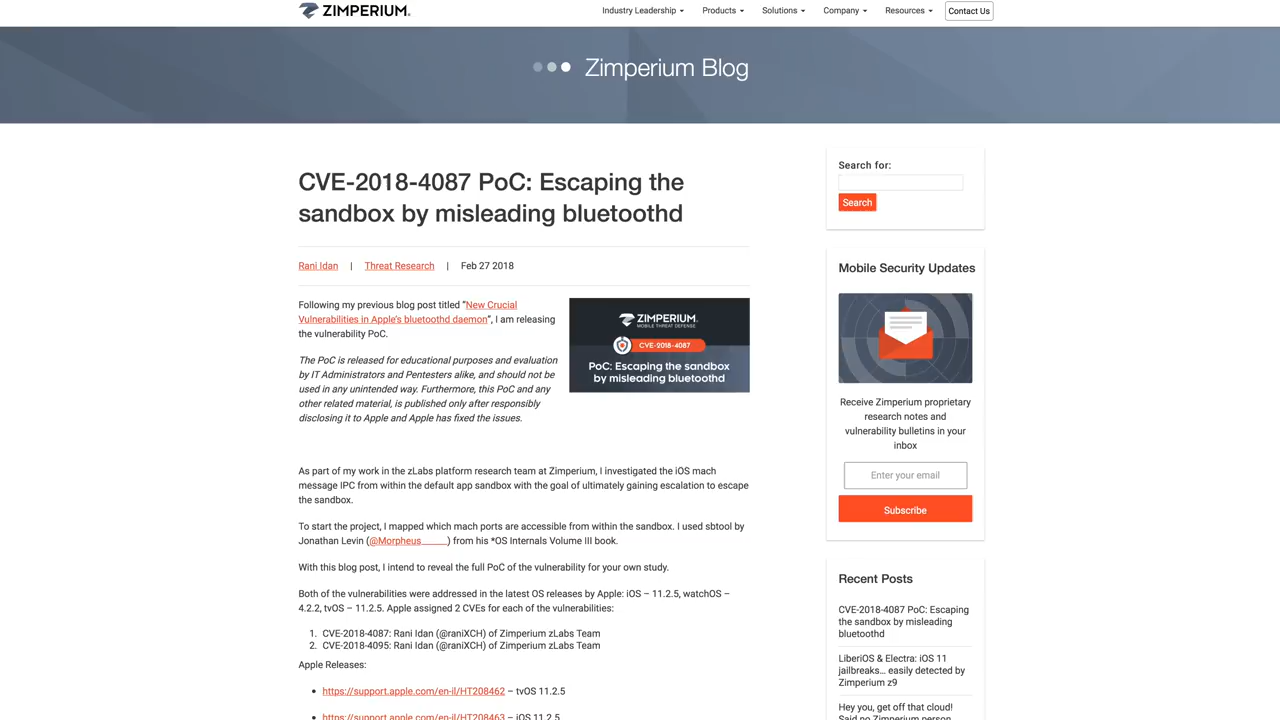 ZIMPERIUM.
Industry Leadership
Products
Solutions
Company
Resources
Contact Us
Zimperium Blog
CVE-2018-4087 PoC: Escaping the
sandbox by misleading bluetoothd
Rani Idan | Threat Research | Feb 27 2018
Following my previous blog post titled “New Crucial
Vulnerabilities in Apple’s bluetoothd daemon”, I am releasing
the vulnerability PoC.
The PoC is released for educational purposes and evaluation
by IT Administrators and Pentesters alike, and should not be
used in any unintended way. Furthermore, this PoC and any
other related material, is published only after responsibly
disclosing it to Apple and Apple has fixed the issues.
ZIMPERIUM.
MOBILE THREAT DEFENSE
CVE-2018-4087
PoC: Escaping the sandbox
by misleading bluetoothd
As part of my work in the zLabs platform research team at Zimperium, I investigated the iOS mach
message IPC from within the default app sandbox with the goal of ultimately gaining escalation to escape
the sandbox.
To start the project, I mapped which mach ports are accessible from within the sandbox. I used sbtool by
Jonathan Levin (@Morpheus______) from his *OS Internals Volume III book.
With this blog post, I intend to reveal the full PoC of the vulnerability for your own study.
Both of the vulnerabilities were addressed in the latest OS releases by Apple: iOS – 11.2.5, watchOS –
4.2.2, tvOS – 11.2.5. Apple assigned 2 CVEs for each of the vulnerabilities:
1. CVE-2018-4087: Rani Idan (@raniXCH) of Zimperium zLabs Team
2. CVE-2018-4095: Rani Idan (@raniXCH) of Zimperium zLabs Team
Apple Releases:
• https://support.apple.com/en-il/HT208462 – tvOS 11.2.5
• https://support.apple.com/en-il/HT208463 – iOS 11.2.5
Search for:
Search
Mobile Security Updates
Receive Zimperium proprietary
research notes and
vulnerability bulletins in your
inbox
Enter your email
Subscribe
Recent Posts
CVE-2018-4087 PoC: Escaping
the sandbox by misleading
bluetoothd
LiberiOS & Electra: iOS 11
jailbreaks… easily detected by
Zimperium z9
Hey you, get off that cloud!
Said no Zimperium person